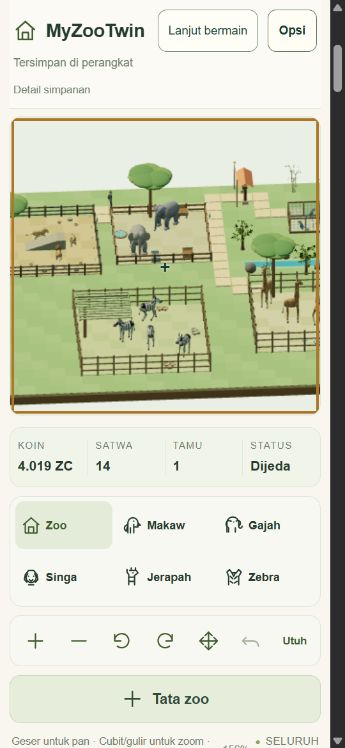 MyZooTwin
Lanjut bermain
Opsi
Tersimpan di perangkat
Detail simpanan
KOIN
SATWA
TAMU
STATUS
4.019 ZC
14
1
Dijeda
Zoo
Makaw
Gajah
Singa
Jerapah
Zebra
Utuh
Tata zoo
Geser untuk pan · Cubit/gulir untuk zoom ·
SELURUH